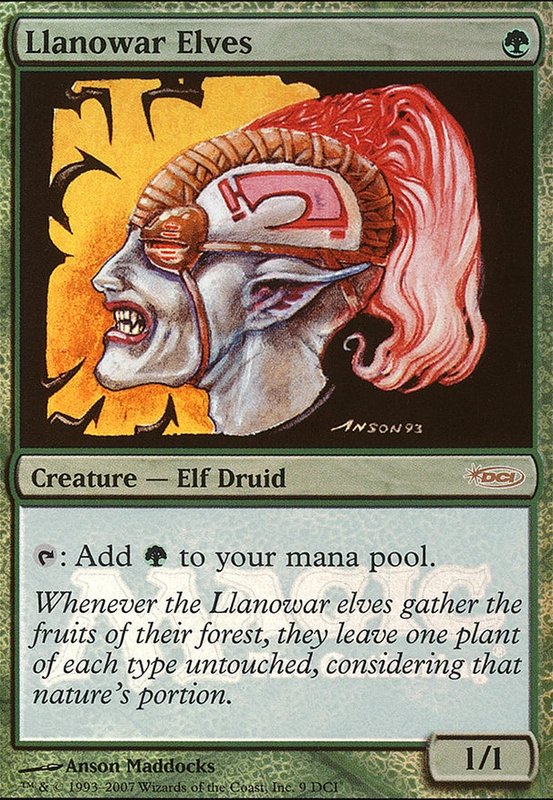 Llanowar Elves
ANSON93
Creature — Elf Druid
DCI
: Add to your mana pool.
MAGIC
Whenever the Llanowar elves gather the
fruits of their forest, they leave one plant
of each type untouched, considering that
nature's portion.
1/1
Anson Maddocks
™ & © 1993–2007 Wizards of the Coast, Inc. 9 DCI